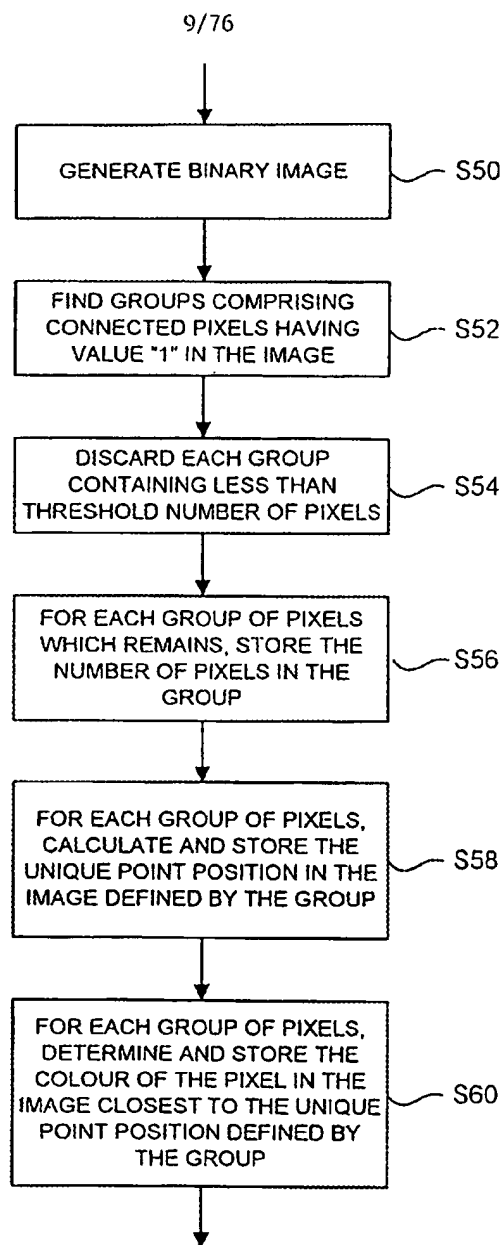 9/76
GENERATE BINARY IMAGE
S50
FIND GROUPS COMPRISING
CONNECTED PIXELS HAVING
VALUE "1" IN THE IMAGE
S52
DISCARD EACH GROUP
CONTAINING LESS THAN
THRESHOLD NUMBER OF PIXELS
S54
FOR EACH GROUP OF PIXELS
WHICH REMAINS, STORE THE
NUMBER OF PIXELS IN THE
GROUP
S56
FOR EACH GROUP OF PIXELS,
CALCULATE AND STORE THE
UNIQUE POINT POSITION IN THE
IMAGE DEFINED BY THE GROUP
S58
FOR EACH GROUP OF PIXELS,
DETERMINE AND STORE THE
COLOUR OF THE PIXEL IN THE
IMAGE CLOSEST TO THE UNIQUE
POINT POSITION DEFINED BY
THE GROUP
S60